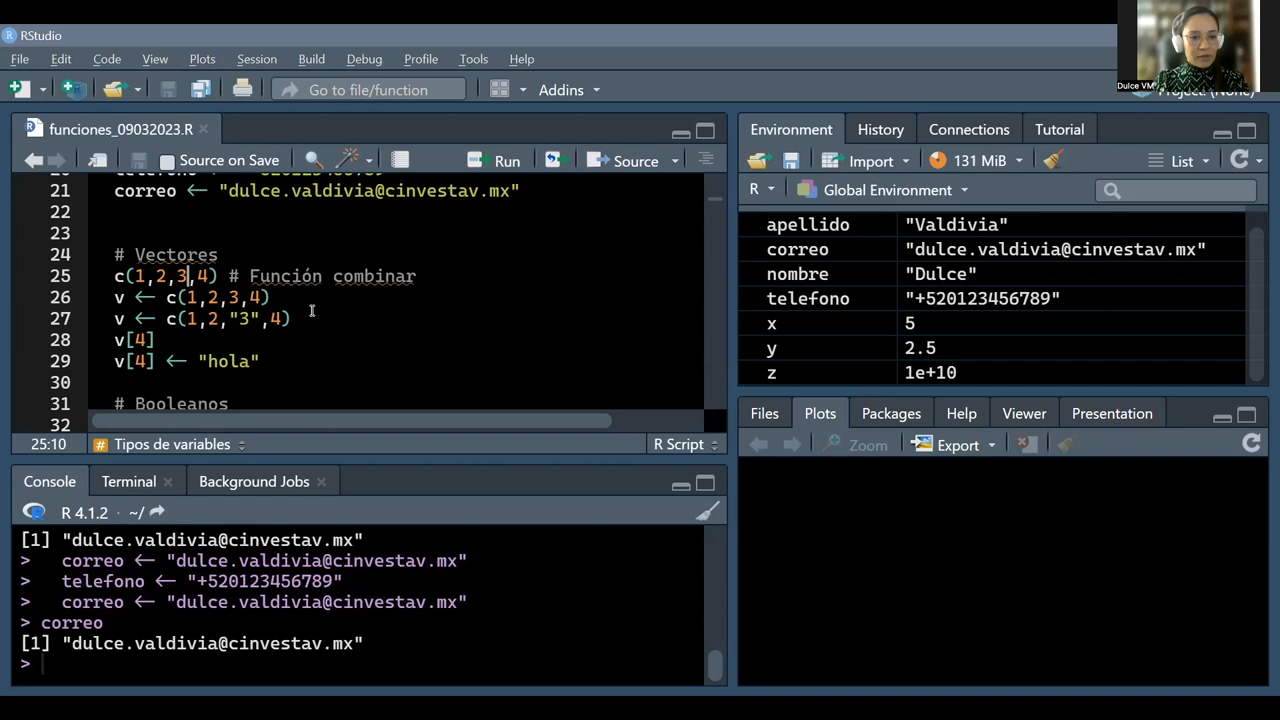 RStudio
File Edit Code View Plots Session Build Debug Profile Tools Help
Go to file/function Addins
Dulce VM
funciones_09032023.R
Source on Save Run Source
21 correo <- "dulce.valdivia@cinvestav.mx"
22
23
24 # Vectores
25 c(1,2,3,4) # Función combinar
26 v <- c(1,2,3,4)
27 v <- c(1,2,"3",4)
28 v[4]
29 v[4] <- "hola"
30
31 # Booleanos
32
25:10 # Tipos de variables R Script
Console Terminal Background Jobs
R 4.1.2 · ~/
[1] "dulce.valdivia@cinvestav.mx"
> correo <- "dulce.valdivia@cinvestav.mx"
> telefono <- "+520123456789"
> correo <- "dulce.valdivia@cinvestav.mx"
> correo
[1] "dulce.valdivia@cinvestav.mx"
>
Environment History Connections Tutorial
Import 131 MiB List
R Global Environment
apellido "Valdivia"
correo "dulce.valdivia@cinvestav.mx"
nombre "Dulce"
telefono "+520123456789"
x 5
y 2.5
z 1e+10
Files Plots Packages Help Viewer Presentation
Zoom Export